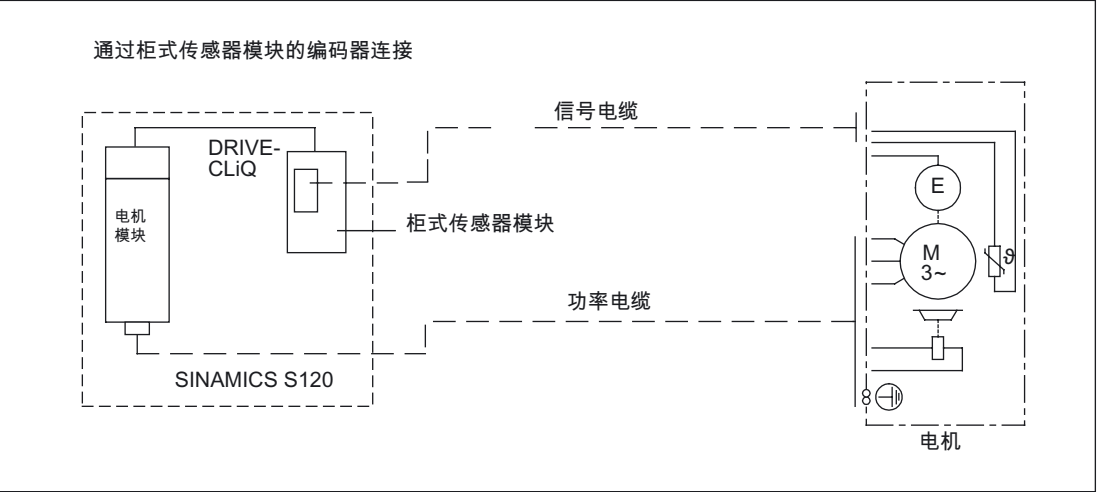 通过柜式传感器模块的编码器连接
信号电缆
DRIVE-
CLiQ
E
电机
模块
柜式传感器模块
M
3~
ϑ
功率电缆
SINAMICS S120
电机